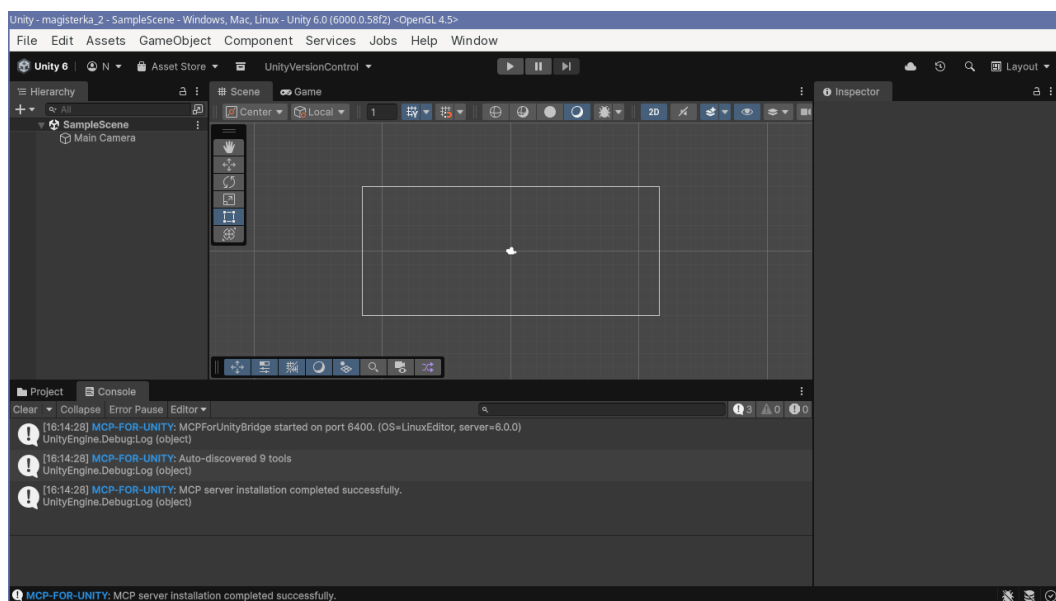 Unity - magisterka_2 - SampleScene - Windows, Mac, Linux - Unity 6.0 (6000.0.58f2) <OpenGL 4.5>
File Edit Assets GameObject Component Services Jobs Help Window
Unity 6 N Asset Store UnityVersionControl Layout
Hierarchy Scene Game Inspector
All Center Local 1 2D
SampleScene
Main Camera
Project Console
Clear Collapse Error Pause Editor 3 0 0
[16:14:28] MCP-FOR-UNITY: MCPForUnityBridge started on port 6400. (OS=LinuxEditor, server=6.0.0)
UnityEngine.Debug:Log (object)
[16:14:28] MCP-FOR-UNITY: Auto-discovered 9 tools
UnityEngine.Debug:Log (object)
[16:14:28] MCP-FOR-UNITY: MCP server installation completed successfully.
UnityEngine.Debug:Log (object)
MCP-FOR-UNITY: MCP server installation completed successfully.